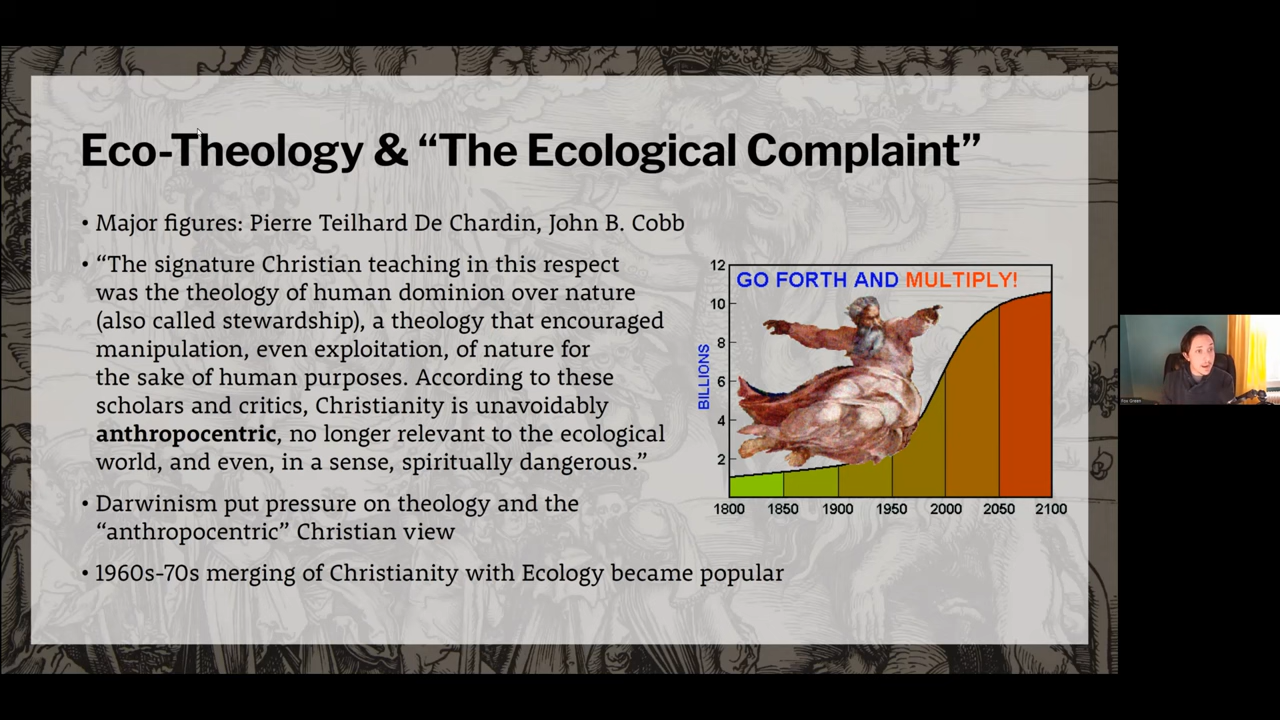 Eco-Theology & “The Ecological Complaint”
• Major figures: Pierre Teilhard De Chardin, John B. Cobb
• “The signature Christian teaching in this respect
was the theology of human dominion over nature
(also called stewardship), a theology that encouraged
manipulation, even exploitation, of nature for
the sake of human purposes. According to these
scholars and critics, Christianity is unavoidably
anthropocentric, no longer relevant to the ecological
world, and even, in a sense, spiritually dangerous.”
• Darwinism put pressure on theology and the
“anthropocentric” Christian view
• 1960s-70s merging of Christianity with Ecology became popular
GO FORTH AND MULTIPLY!
BILLIONS
12
10
8
6
4
2
1800 1850 1900 1950 2000 2050 2100